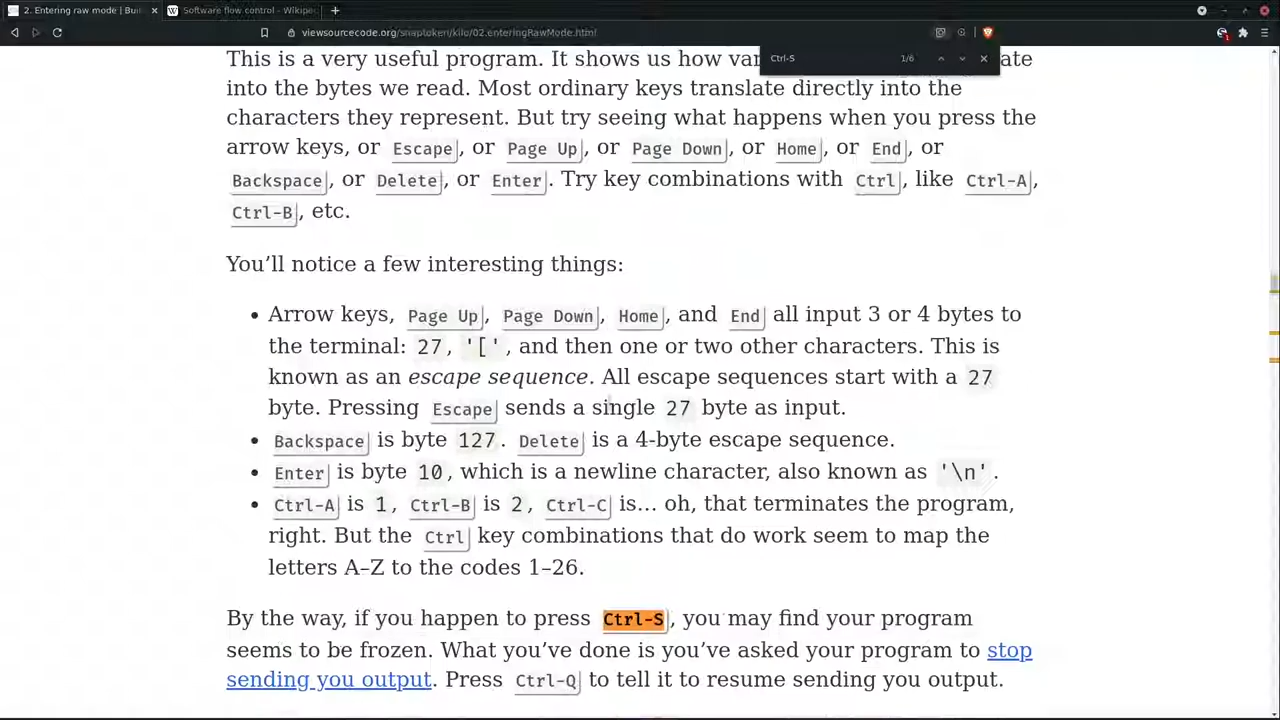 2. Entering raw mode | Bui
Software flow control - Wikiped
viewsourcecode.org/snaptoken/kilo/02.enteringRawMode.html
Ctrl-S
1/6
This is a very useful program. It shows us how var ate
into the bytes we read. Most ordinary keys translate directly into the
characters they represent. But try seeing what happens when you press the
arrow keys, or Escape, or Page Up, or Page Down, or Home, or End, or
Backspace, or Delete, or Enter. Try key combinations with Ctrl, like Ctrl-A,
Ctrl-B, etc.
You’ll notice a few interesting things:
• Arrow keys, Page Up, Page Down, Home, and End all input 3 or 4 bytes to
the terminal: 27, '[', and then one or two other characters. This is
known as an escape sequence. All escape sequences start with a 27
byte. Pressing Escape sends a single 27 byte as input.
• Backspace is byte 127. Delete is a 4-byte escape sequence.
• Enter is byte 10, which is a newline character, also known as '\n'.
• Ctrl-A is 1, Ctrl-B is 2, Ctrl-C is… oh, that terminates the program,
right. But the Ctrl key combinations that do work seem to map the
letters A–Z to the codes 1–26.
By the way, if you happen to press Ctrl-S, you may find your program
seems to be frozen. What you’ve done is you’ve asked your program to stop
sending you output. Press Ctrl-Q to tell it to resume sending you output.